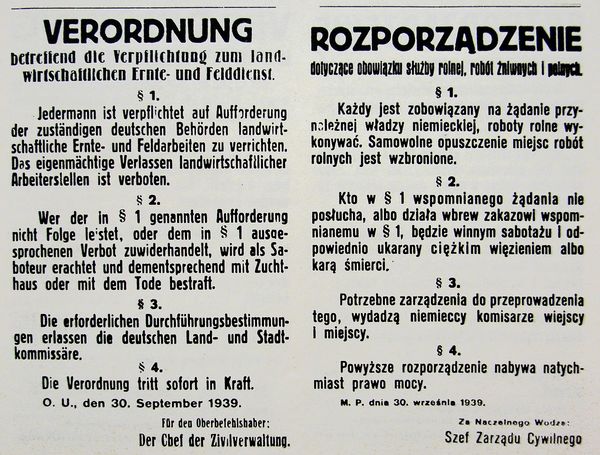 VERORDNUNG
betreffend die Verpflichtung zum land-
wirtschaftlichen Ernte- und Felddienst.
§ 1.
Jedermann ist verpflichtet auf Aufforderung
der zuständigen deutschen Behörden landwirt-
schaftliche Ernte- und Feldarbeiten zu verrichten.
Das eigenmächtige Verlassen landwirtschaftlicher
Arbeitsstellen ist verboten.
§ 2.
Wer der in § 1 genannten Aufforderung
nicht Folge leistet, oder dem in § 1 ausge-
sprochenen Verbot zuwiderhandelt, wird als Sa-
boteur erachtet und dementsprechend mit Zucht-
haus oder mit dem Tode bestraft.
§ 3.
Die erforderlichen Durchführungsbestimmun-
gen erlassen die deutschen Land- und Stadt-
kommissäre.
§ 4.
Die Verordnung tritt sofort in Kraft.
O. U., den 30. September 1939.
Für den Oberbefehlshaber:
Der Chef der Zivilverwaltung.
ROZPORZĄDZENIE
dotyczące obowiązku służby rolnej, robót żniwnych i polnych.
§ 1.
Każdy jest zobowiązany na żądanie przy-
należnej władzy niemieckiej, roboty rolne wy-
konywać. Samowolne opuszczenie miejsc robót
rolnych jest wzbronione.
§ 2.
Kto w § 1 wspomnianego żądania nie
posłucha, albo działa wbrew zakazowi wspom-
nianemu w § 1, będzie winnym sabotażu i od-
powiednio ukarany ciężkim więzieniem albo
karą śmierci.
§ 3.
Potrzebne zarządzenia do przeprowadzenia
tego, wydadzą niemieccy komisarze wiejscy
i miejscy.
§ 4.
Powyższe rozporządzenie nabywa natych-
miast prawo mocy.
M. P. dnia 30. września 1939.
Za Naczelnego Wodza:
Szef Zarządu Cywilnego